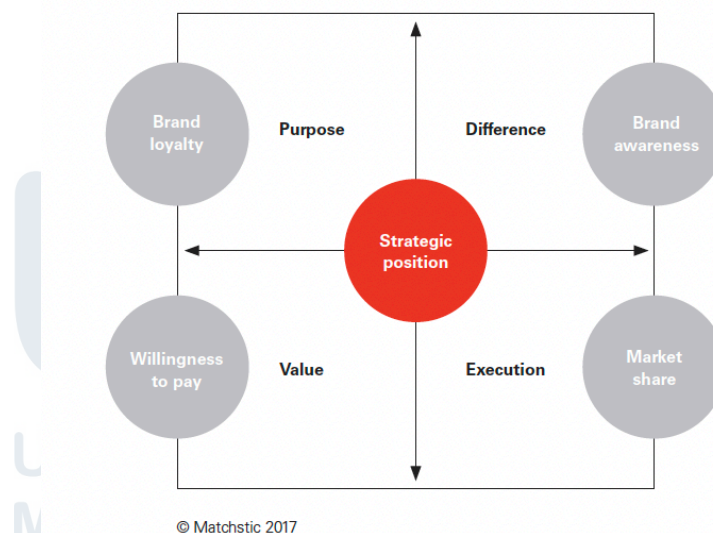 Brand
loyalty
Purpose
Difference
Brand
awareness
Strategic
position
Willingness
to pay
Value
Execution
Market
share
© Matchstic 2017
U
M